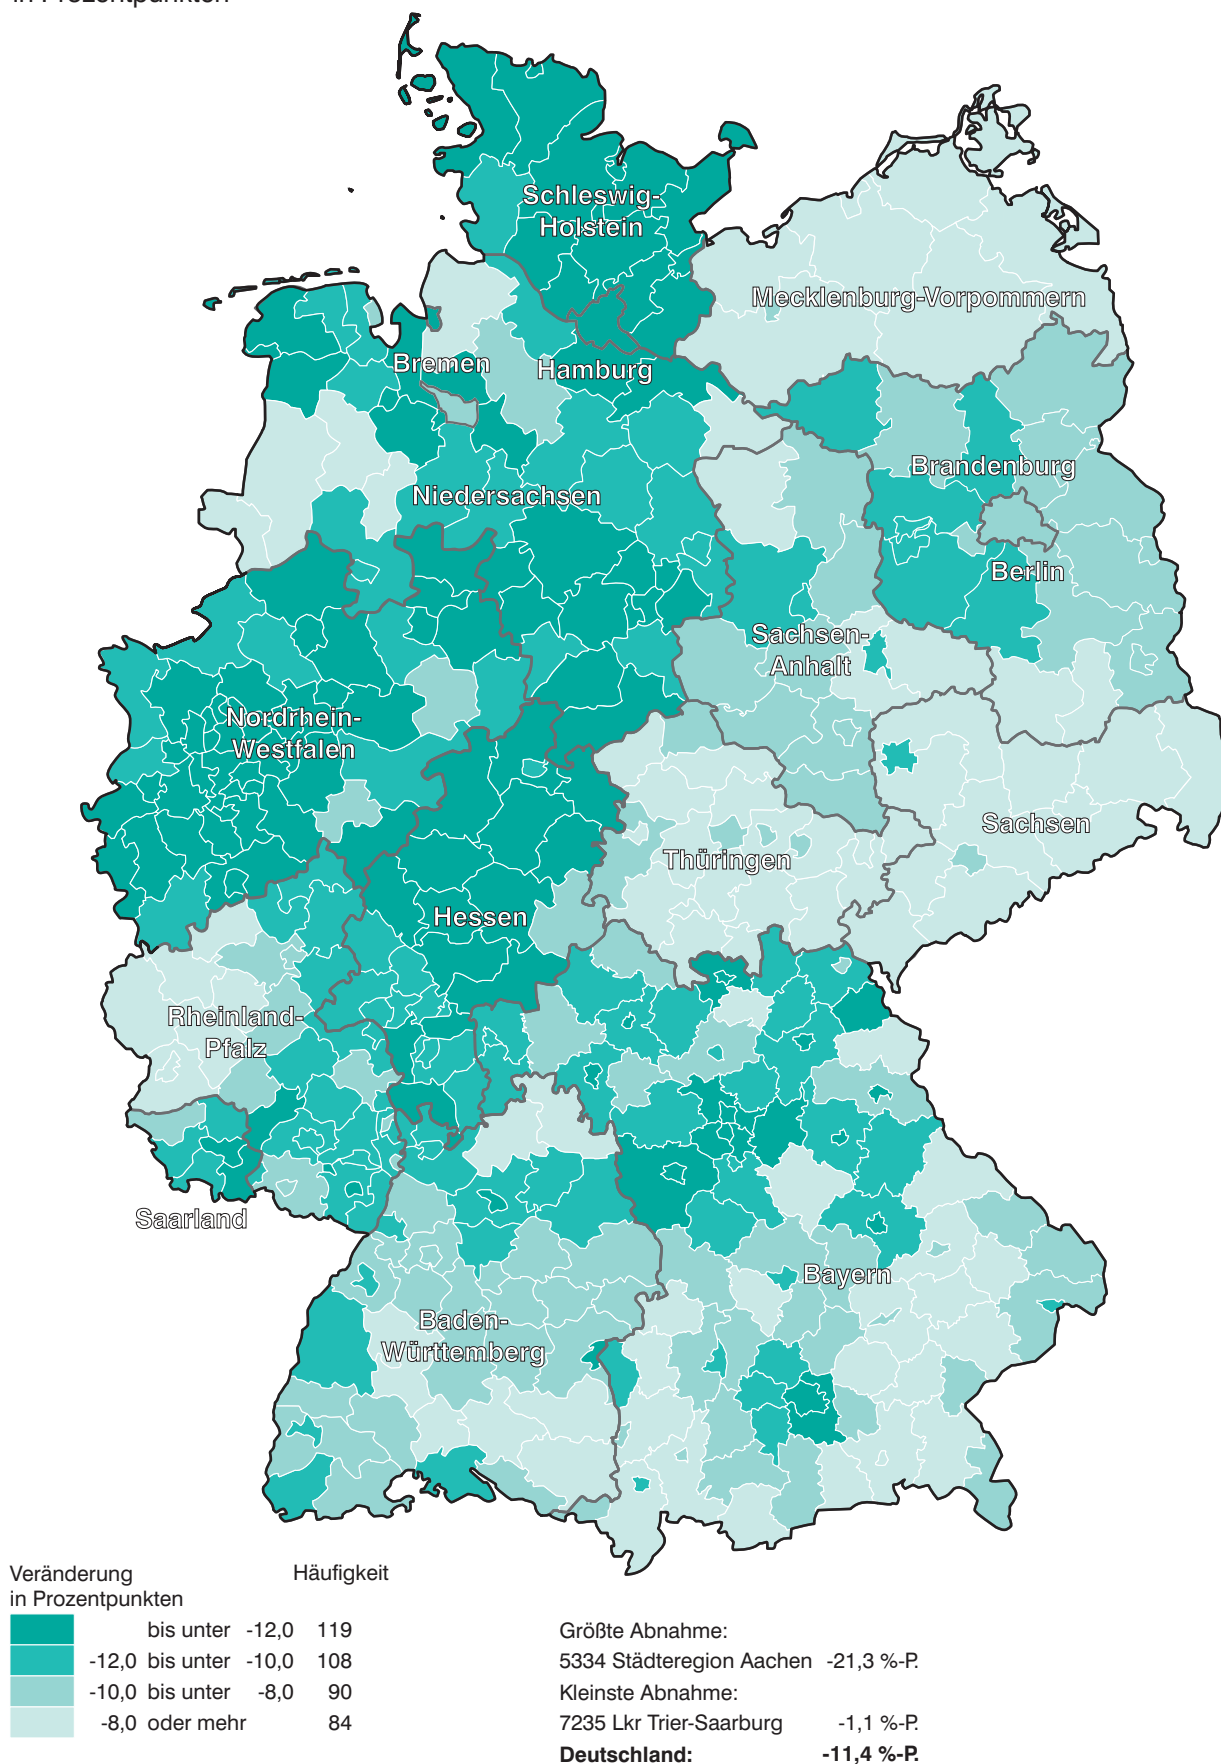 in Prozentpunkten
Schleswig-
Holstein
Mecklenburg-Vorpommern
Bremen
Hamburg
Brandenburg
Niedersachsen
Berlin
Sachsen-
Anhalt
Nordrhein-
Westfalen
Sachsen
Thüringen
Hessen
Rheinland-
Pfalz
Saarland
Bayern
Baden-
Württemberg
Veränderung Häufigkeit
in Prozentpunkten
bis unter -12,0 119
-12,0 bis unter -10,0 108
-10,0 bis unter -8,0 90
-8,0 oder mehr 84
Größte Abnahme:
5334 Städteregion Aachen -21,3 %-P.
Kleinste Abnahme:
7235 Lkr Trier-Saarburg -1,1 %-P.
Deutschland: -11,4 %-P.